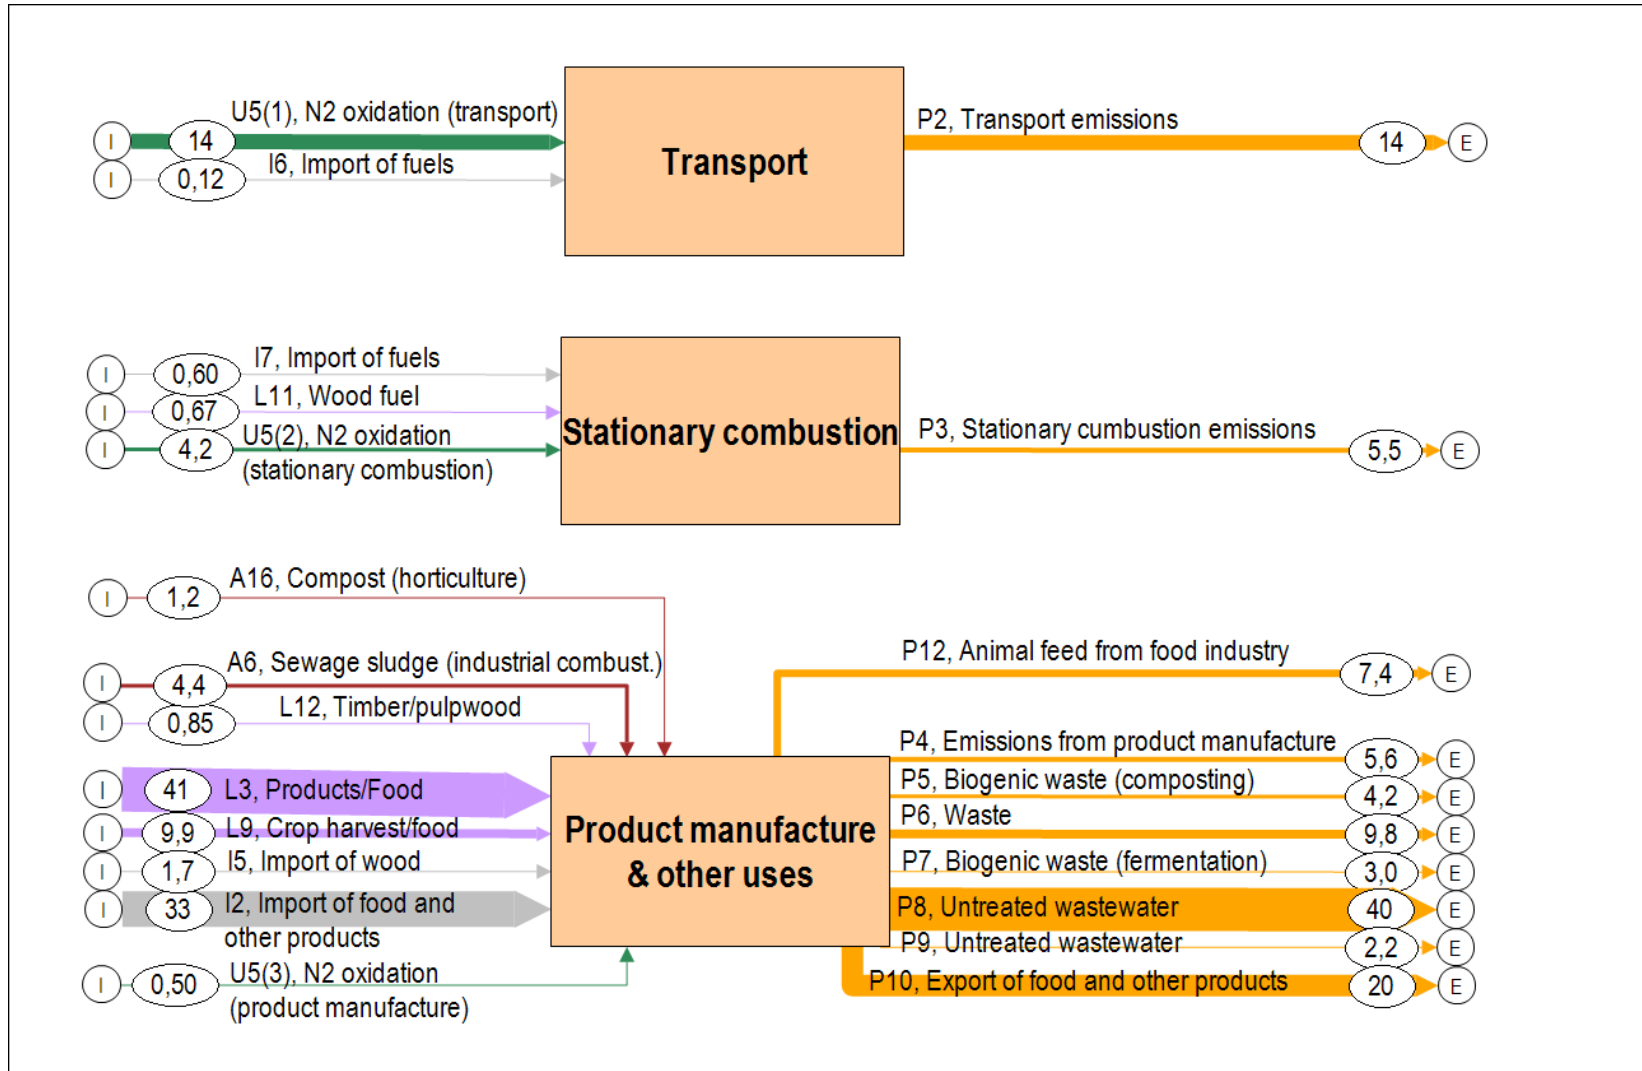 U5(1), N2 oxidation (transport)
I 14
I6, Import of fuels
I 0,12
Transport
P2, Transport emissions
14 E
I7, Import of fuels
I 0,60
L11, Wood fuel
I 0,67
U5(2), N2 oxidation
(stationary combustion)
I 4,2
Stationary combustion
P3, Stationary cumbustion emissions
5,5 E
A16, Compost (horticulture)
I 1,2
A6, Sewage sludge (industrial combust.)
I 4,4
L12, Timber/pulpwood
I 0,85
I 41 L3, Products/Food
I 9,9 L9, Crop harvest/food
I 1,7 I5, Import of wood
I 33 I2, Import of food and
other products
I 0,50 U5(3), N2 oxidation
(product manufacture)
Product manufacture
& other uses
P12, Animal feed from food industry
7,4 E
P4, Emissions from product manufacture
5,6 E
P5, Biogenic waste (composting)
4,2 E
P6, Waste
9,8 E
P7, Biogenic waste (fermentation)
3,0 E
P8, Untreated wastewater
40 E
P9, Untreated wastewater
2,2 E
P10, Export of food and other products
20 E